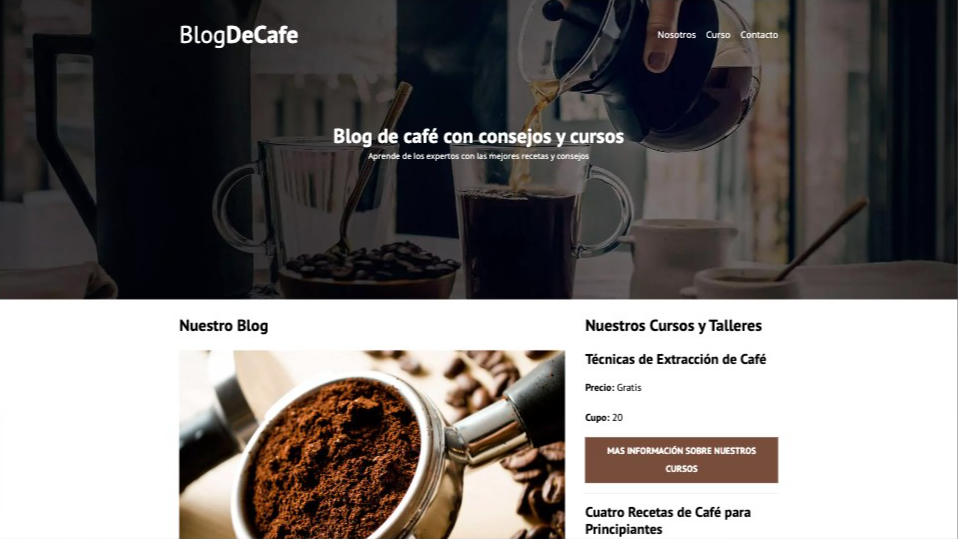 BlogDeCafe
Nosotros Curso Contacto
Blog de café con consejos y cursos
Aprende de los expertos con las mejores recetas y consejos
Nuestro Blog
Nuestros Cursos y Talleres
Técnicas de Extracción de Café
Precio: Gratis
Cupo: 20
MAS INFORMACIÓN SOBRE NUESTROS
CURSOS
Cuatro Recetas de Café para
Principiantes